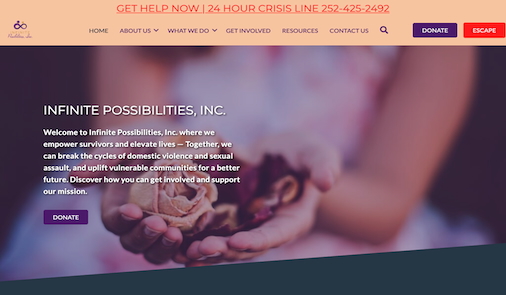 GET HELP NOW | 24 HOUR CRISIS LINE 252-425-2492
HOME ABOUT US WHAT WE DO GET INVOLVED RESOURCES CONTACT US DONATE ESCAPE
INFINITE POSSIBILITIES, INC.
Welcome to Infinite Possibilities, Inc. where we
empower survivors and elevate lives — Together, we
can break the cycles of domestic violence and sexual
assault, and uplift vulnerable communities for a better
future. Discover how you can get involved and support
our mission.
DONATE